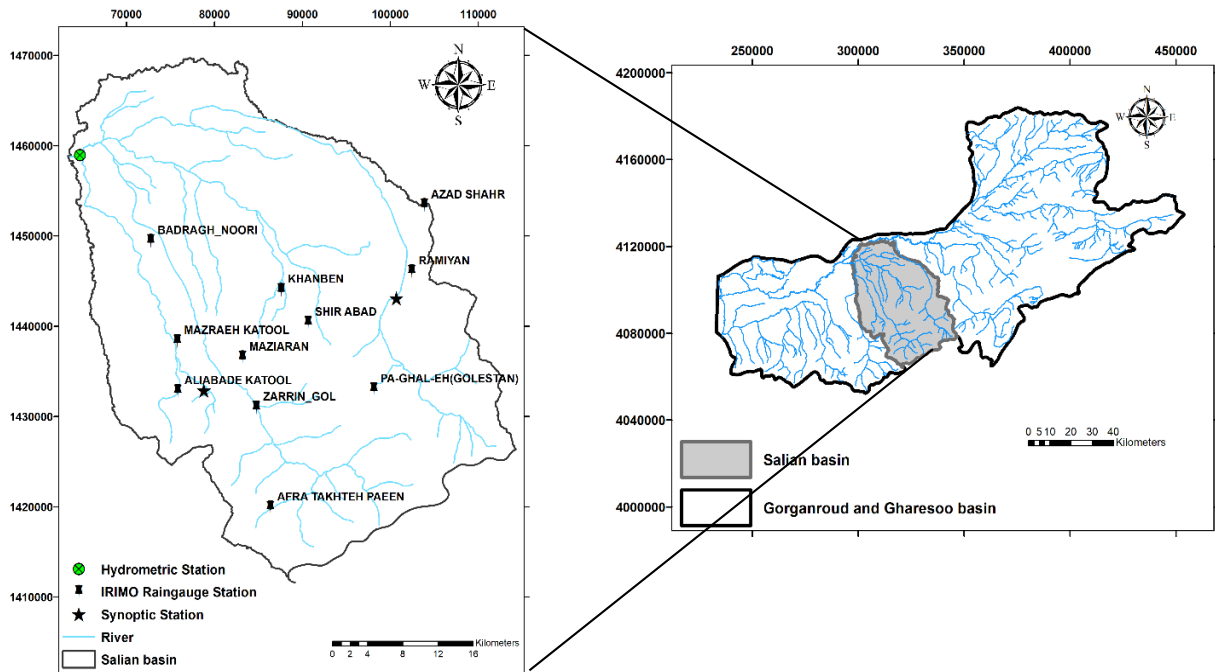 70000 80000 90000 100000 110000
1470000
1460000
1450000
1440000
1430000
1420000
1410000
N
W E
S
AZAD SHAHR
BADRAGH_NOORI
RAMIYAN
KHANBEN
SHIR ABAD
MAZRAEH KATOOL
MAZIARAN
ALIABADE KATOOL
PA-GHAL-EH(GOLESTAN)
ZARRIN_GOL
AFRA TAKHTEH PAEEN
Hydrometric Station
IRIMO Raingauge Station
Synoptic Station
River
Salian basin
Kilometers
0 2 4 8 12 16
250000 300000 350000 400000 450000
4200000
4160000
4120000
4080000
4040000
4000000
N
W E
S
0 5 10 20 30 40
Kilometers
Salian basin
Gorganroud and Gharesoo basin